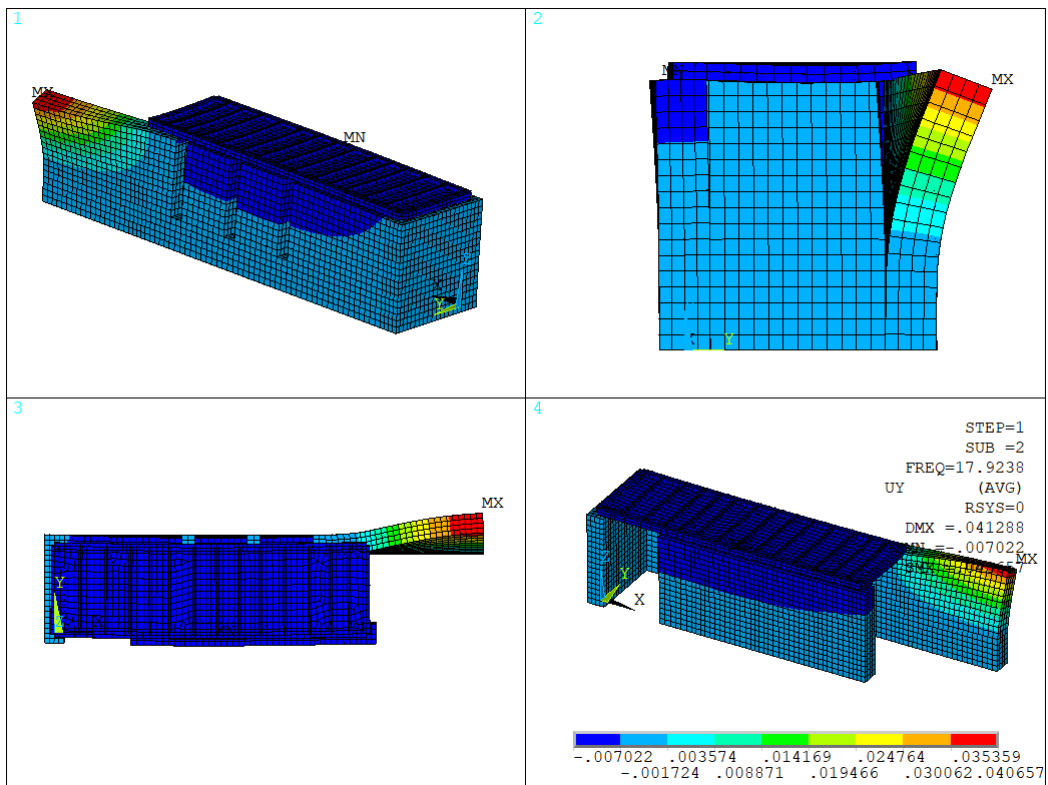 1
MX
MN
Y
2
MX
Y
3
MX
Y
4
STEP=1
SUB =2
FREQ=17.9238
UY (AVG)
RSYS=0
DMX =.041288
=-.007022
MX
Z
Y
X
-.007022 .003574 .014169 .024764 .035359
-.001724 .008871 .019466 .030062 .040657